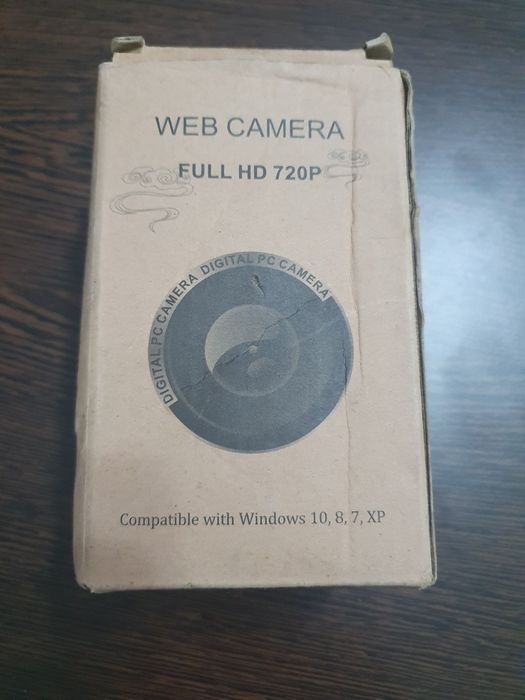 WEB CAMERA
FULL HD 720P
DIGITAL PC CAMERA DIGITAL PC CAMERA
Compatible with Windows 10, 8, 7, XP